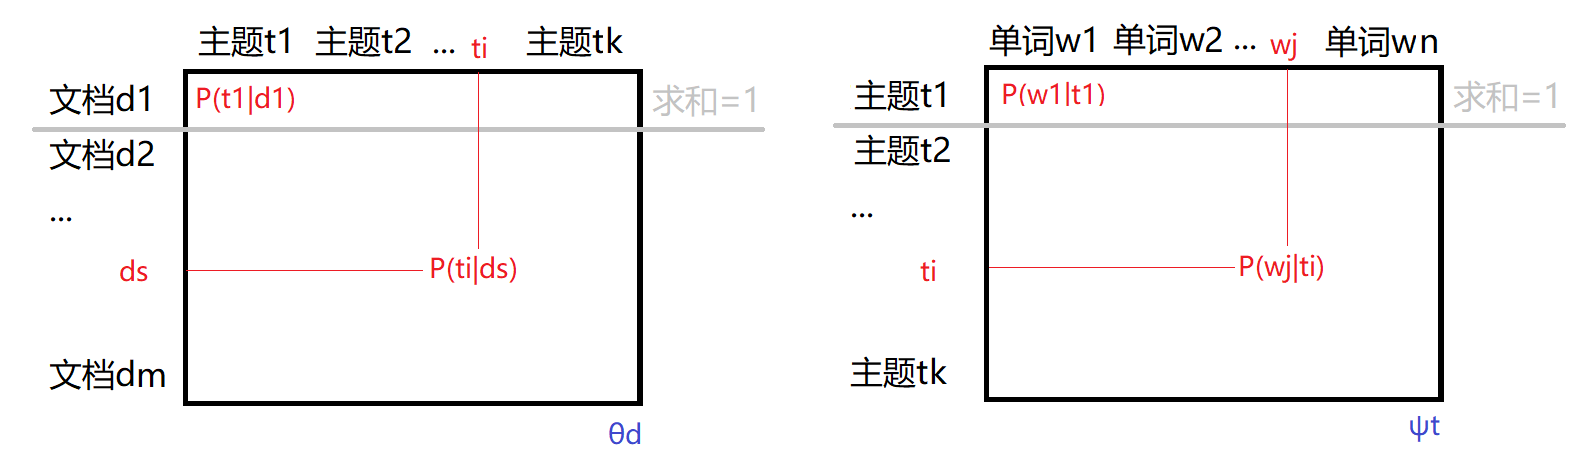 主题t1 主题t2 ... ti 主题tk
文档d1 P(t1|d1) 求和=1
文档d2
...
ds P(ti|ds)
文档dm
θd
单词w1 单词w2 ... wj 单词wn
主题t1 P(w1|t1) 求和=1
主题t2
...
ti P(wj|ti)
主题tk
ψt